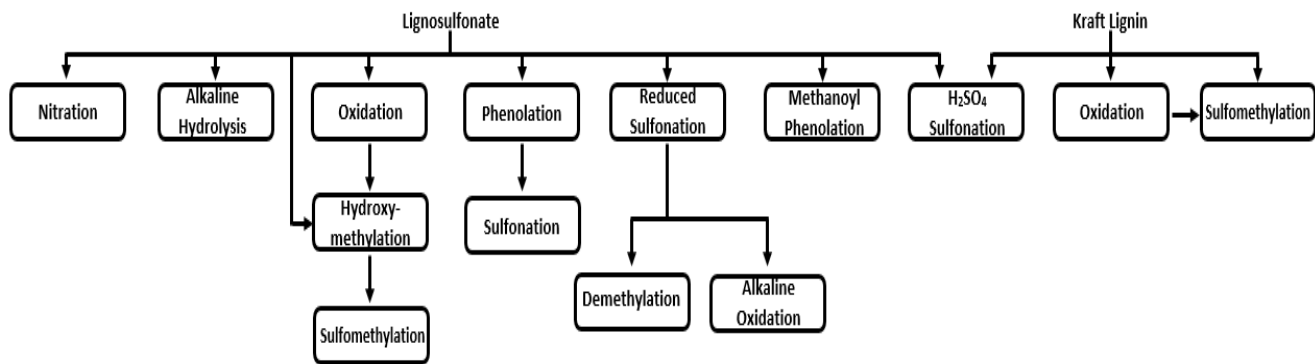 Lignosulfonate
Kraft Lignin
Nitration
Alkaline
Hydrolysis
Oxidation
Phenolation
Reduced
Sulfonation
Methanoyl
Phenolation
H₂SO₄
Sulfonation
Oxidation
Sulfomethylation
Hydroxy-
methylation
Sulfonation
Demethylation
Alkaline
Oxidation
Sulfomethylation